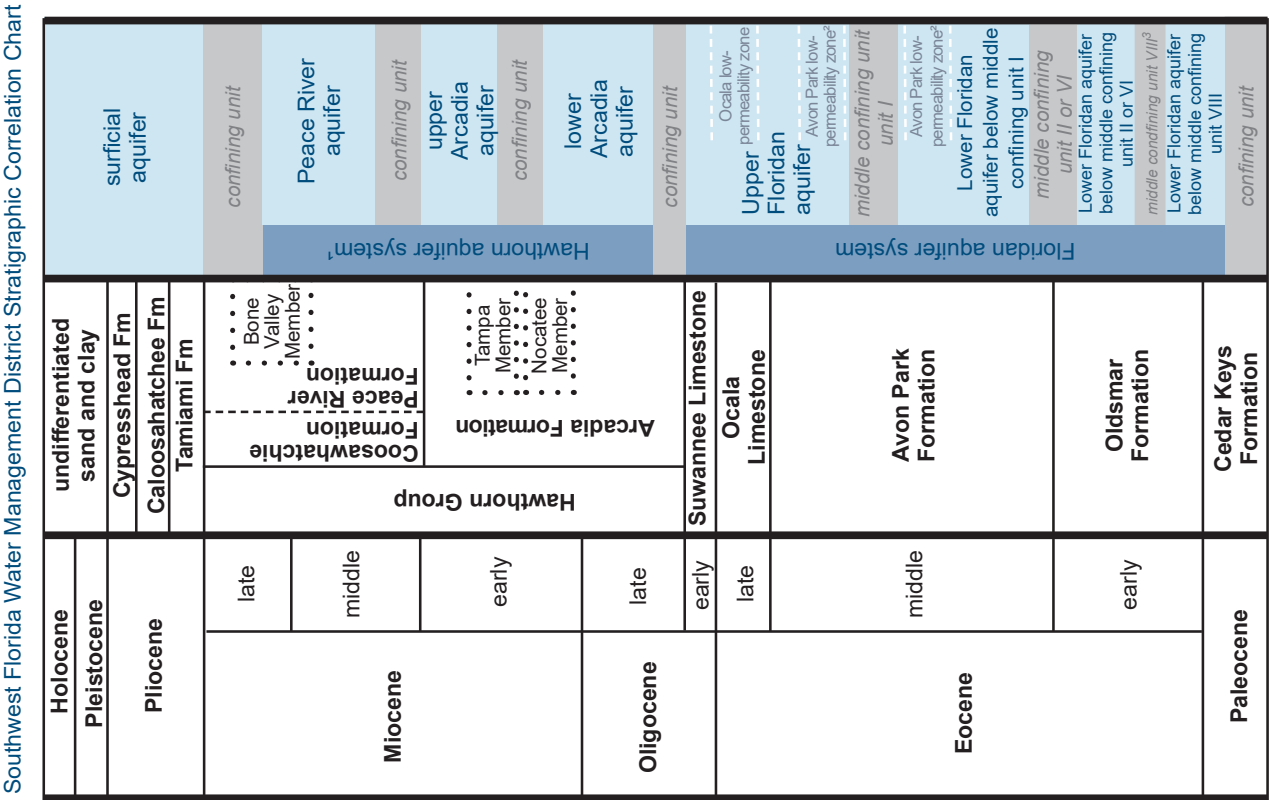 Southwest Florida Water Management District Stratigraphic Correlation Chart
Holocene
Pleistocene
Pliocene
Miocene
late
middle
early
Oligocene
late
early
Eocene
late
middle
early
Paleocene
undifferentiated
sand and clay
Cypresshead Fm
Caloosahatchee Fm
Tamiami Fm
Hawthorn Group
Coosawhatchie
Formation
Peace River
Formation
Bone
Valley
Member
Arcadia Formation
Tampa
Member
Nocatee
Member
Suwannee Limestone
Ocala
Limestone
Avon Park
Formation
Oldsmar
Formation
Cedar Keys
Formation
surficial
aquifer
confining unit
Hawthorn aquifer system¹
Peace River
aquifer
confining unit
upper
Arcadia
aquifer
confining unit
lower
Arcadia
aquifer
confining unit
Floridan aquifer system
Upper
Floridan
aquifer
Ocala low-
permeability zone
Avon Park low-
permeability zone²
middle confining unit
unit I
Avon Park low-
permeability zone²
Lower Floridan
aquifer below middle
confining unit I
middle confining
unit II or VI
Lower Floridan aquifer
below middle confining
unit II or VI
middle condfining unit VIII³
Lower Floridan aquifer
below middle confining
unit VIII
confining unit